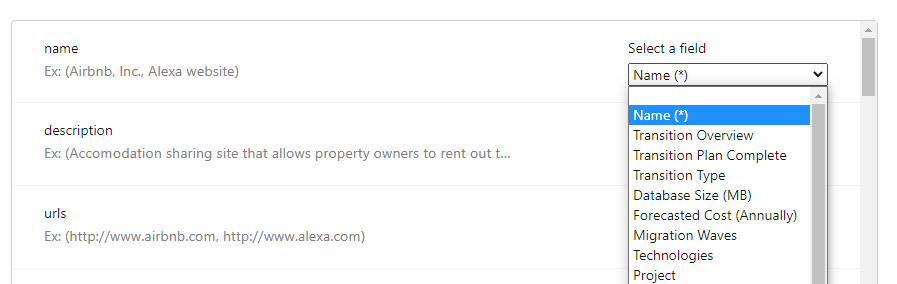 name
Ex: (Airbnb, Inc., Alexa website)
Select a field
Name (*)
Name (*)
Transition Overview
Transition Plan Complete
Transition Type
Database Size (MB)
Forecasted Cost (Annually)
Migration Waves
Technologies
Project
description
Ex: (Accomodation sharing site that allows property owners to rent out t...
urls
Ex: (http://www.airbnb.com, http://www.alexa.com)